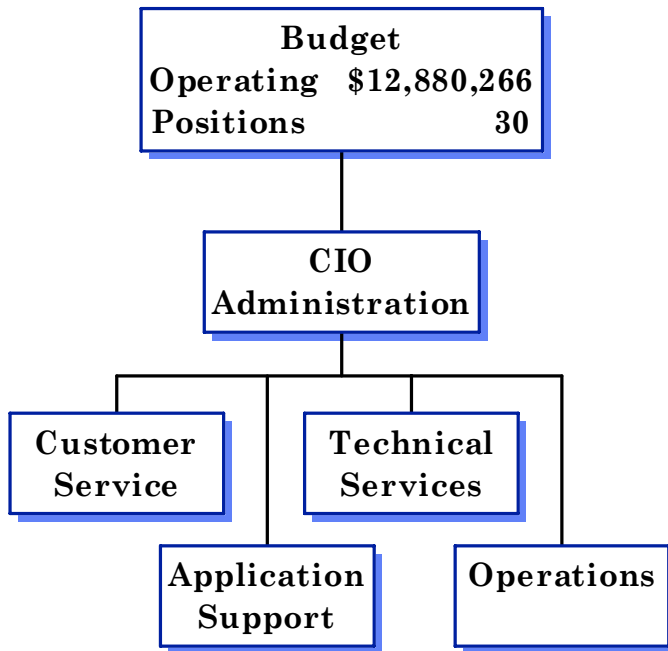 Budget
Operating $12,880,266
Positions 30
CIO
Administration
Customer
Service
Technical
Services
Application
Support
Operations